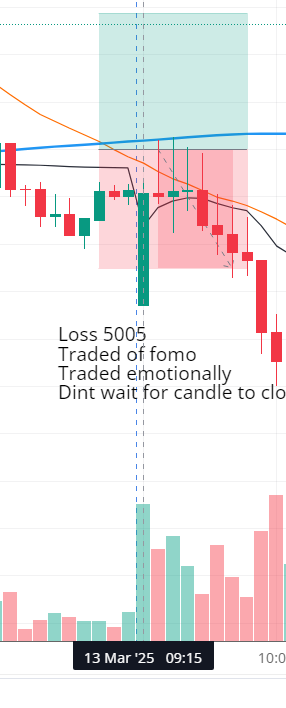 Loss 5005
Traded of fomo
Traded emotionally
Dint wait for candle to clo
13 Mar '25 09:15
10:0